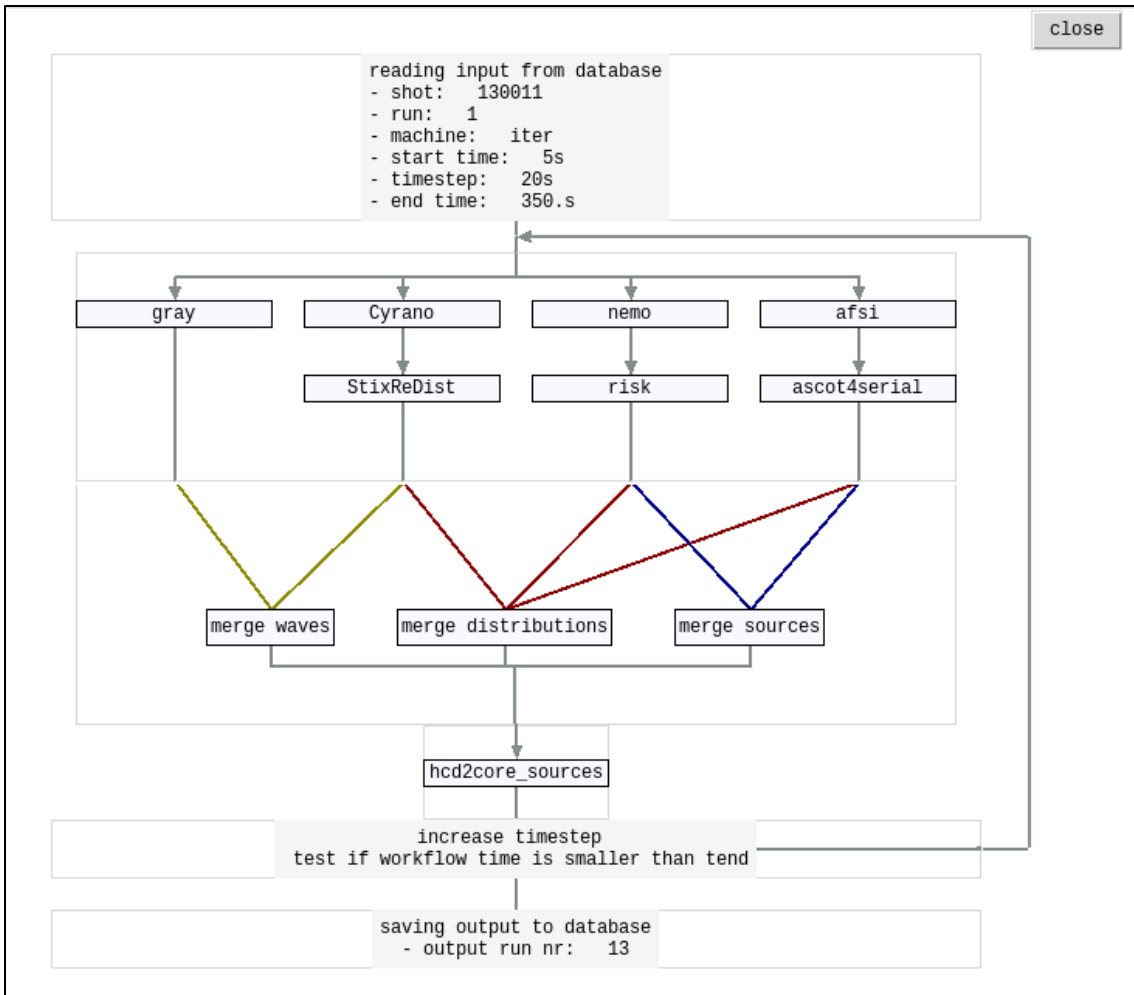 close
reading input from database
- shot:   130011
- run:   1
- machine:   iter
- start time:   5s
- timestep:   20s
- end time:   350.s
gray
Cyrano
nemo
afsi
StixReDist
risk
ascot4serial
merge waves
merge distributions
merge sources
hcd2core_sources
increase timestep
test if workflow time is smaller than tend
saving output to database
- output run nr:   13